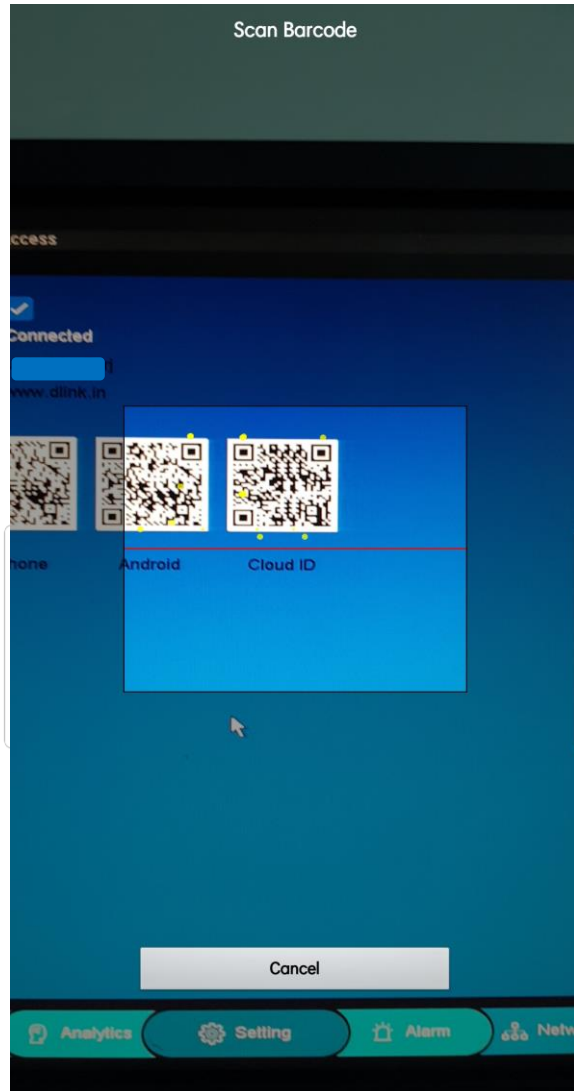 Scan Barcode
ccess
Connected
www.dlink.in
hone
Android
Cloud ID
Cancel
Analytics
Setting
Alarm
Netw